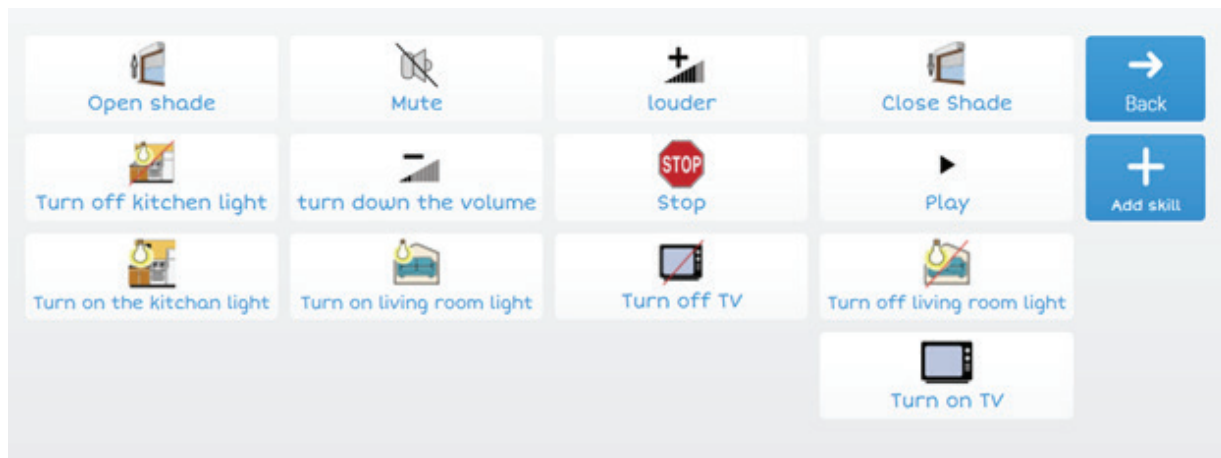 Open shade
Mute
louder
Close Shade
Back
Turn off kitchen light
turn down the volume
STOP
Stop
Play
Add skill
Turn on the kitchan light
Turn on living room light
Turn off TV
Turn off living room light
Turn on TV